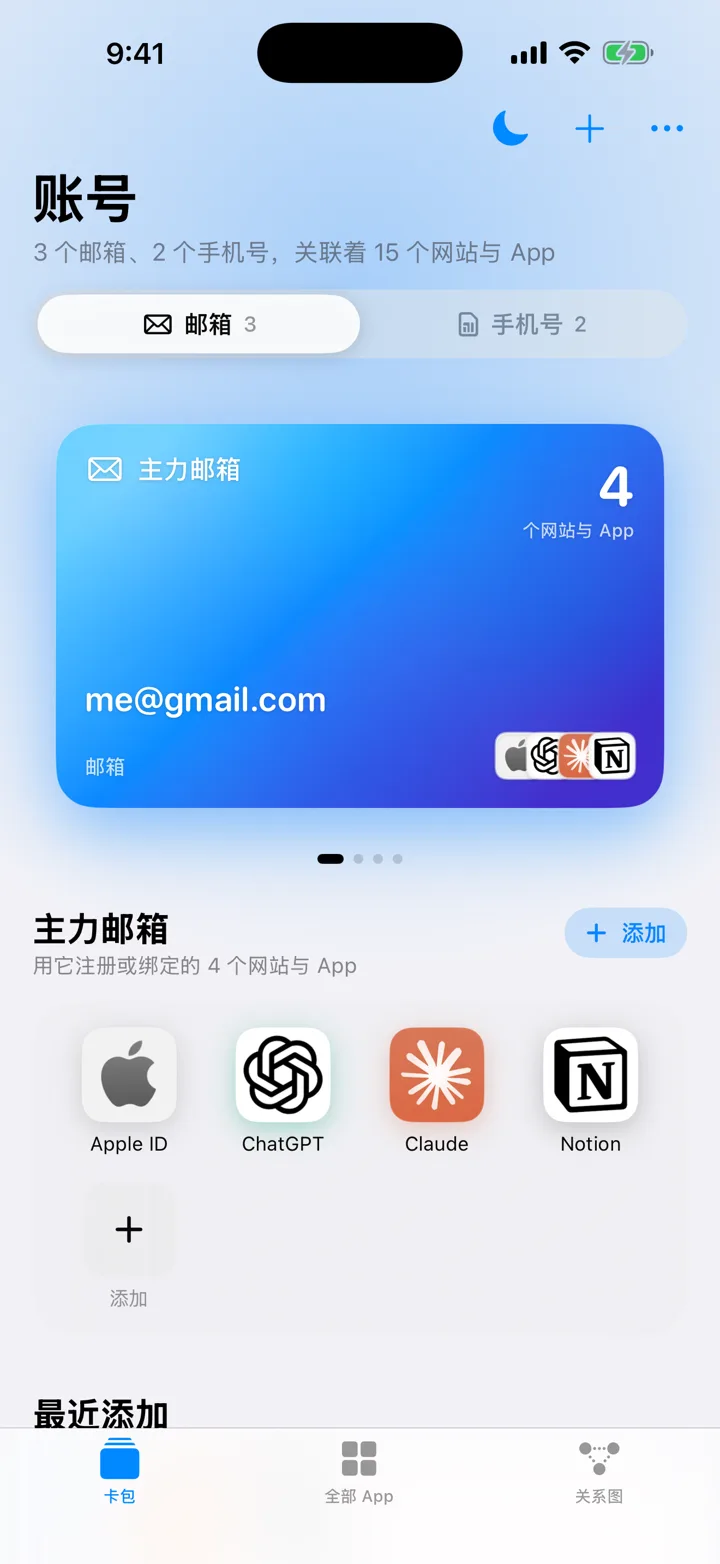 9:41
账号
3 个邮箱、2 个手机号，关联着 15 个网站与 App
邮箱 3
手机号 2
主力邮箱
4
个网站与 App
me@gmail.com
邮箱
N
主力邮箱
添加
用它注册或绑定的 4 个网站与 App
N
Apple ID
ChatGPT
Claude
Notion
添加
最近添加
卡包
全部 App
关系图